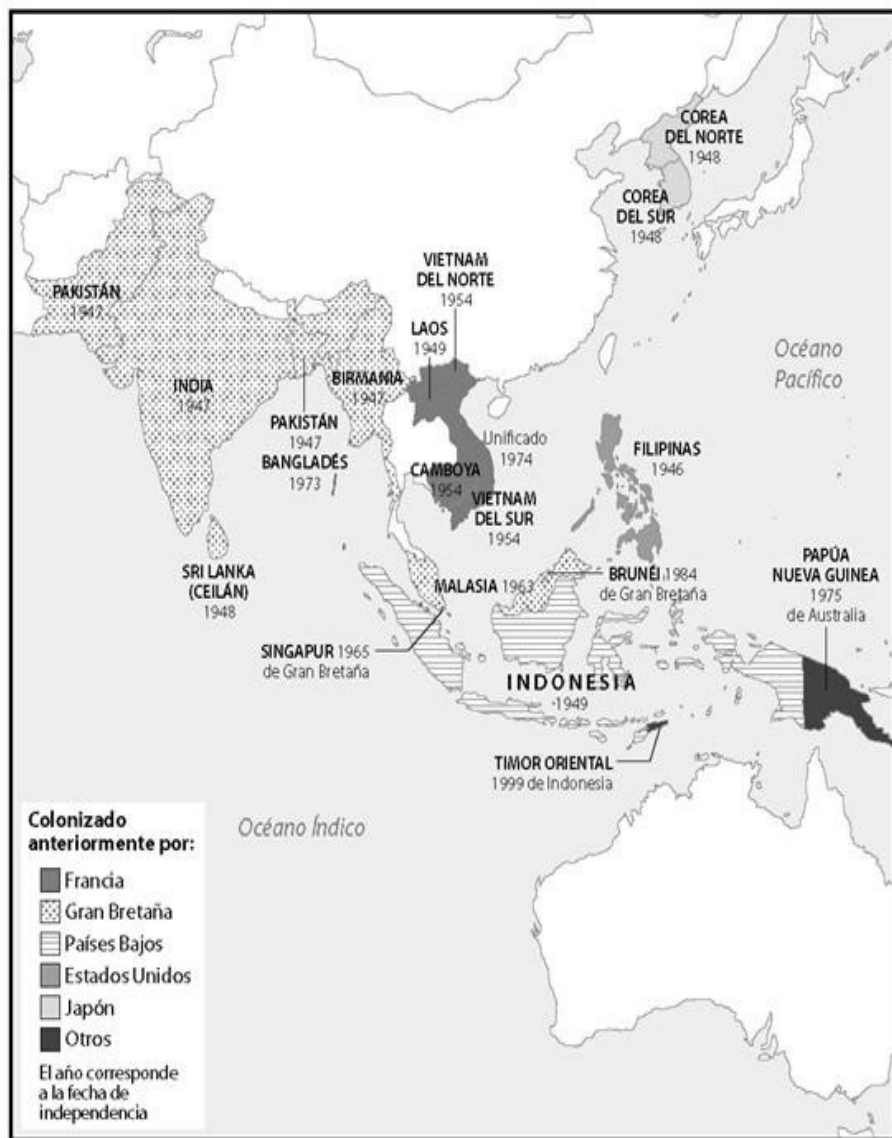 COREA
DEL NORTE
1948
COREA
DEL SUR
1948
VIETNAM
DEL NORTE
1954
PAKISTÁN
1947
LAOS
1949
Océano
Pacífico
INDIA
1947
BIRMANIA
1947
PAKISTÁN
1947
BANGLADÉS
1973
Unificado
1974
FILIPINAS
1946
CAMBOYA
1954
VIETNAM
DEL SUR
1954
SRI LANKA
(CEILÁN)
1948
MALASIA 1963
BRUNÉI 1984
de Gran Bretaña
PAPÚA
NUEVA GUINEA
1975
de Australia
SINGAPUR 1965
de Gran Bretaña
INDONESIA
1949
TIMOR ORIENTAL
1999 de Indonesia
Océano Índico
Colonizado
anteriormente por:
Francia
Gran Bretaña
Países Bajos
Estados Unidos
Japón
Otros
El año corresponde
a la fecha de
independencia